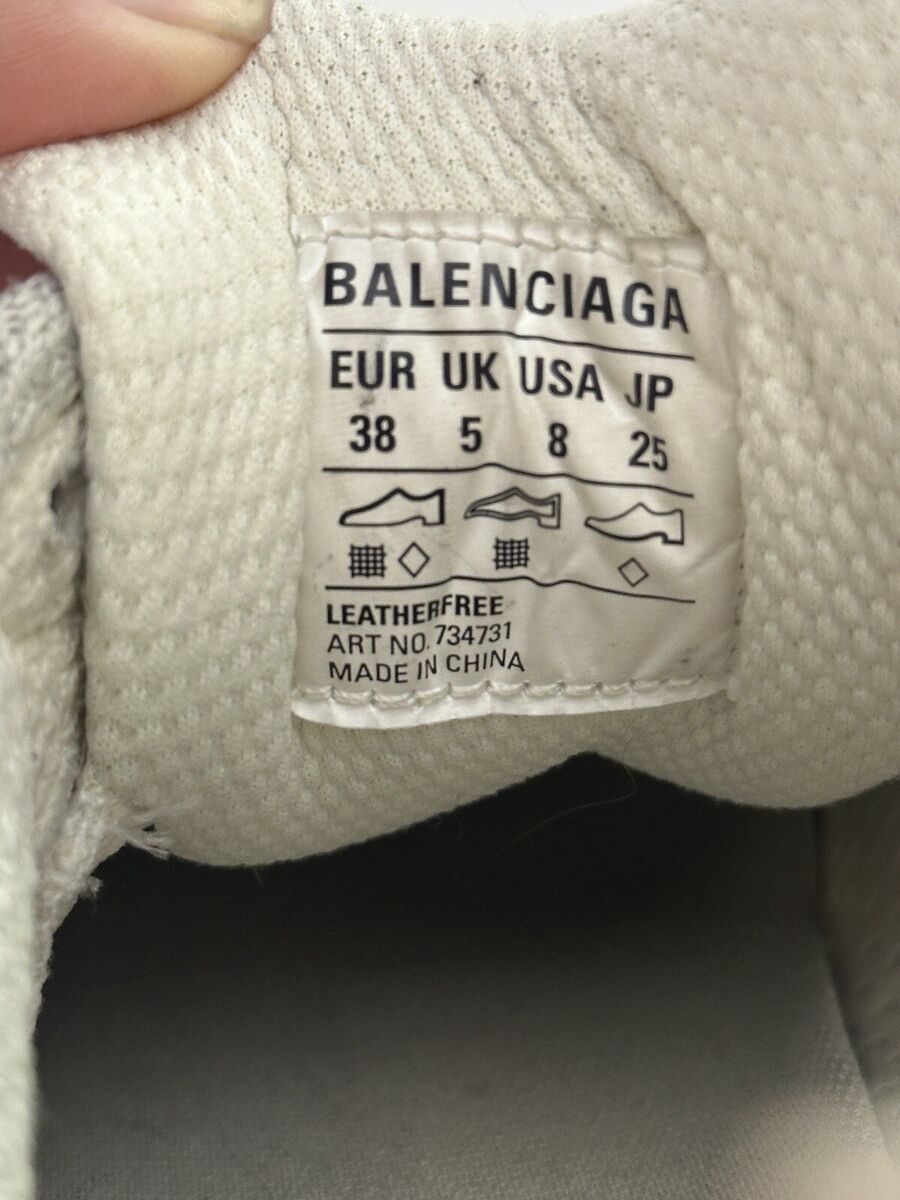 BALENCIAGA
EUR UK USA JP
38 5 8 25
LEATHERFREE
ART NO. 734731
MADE IN CHINA